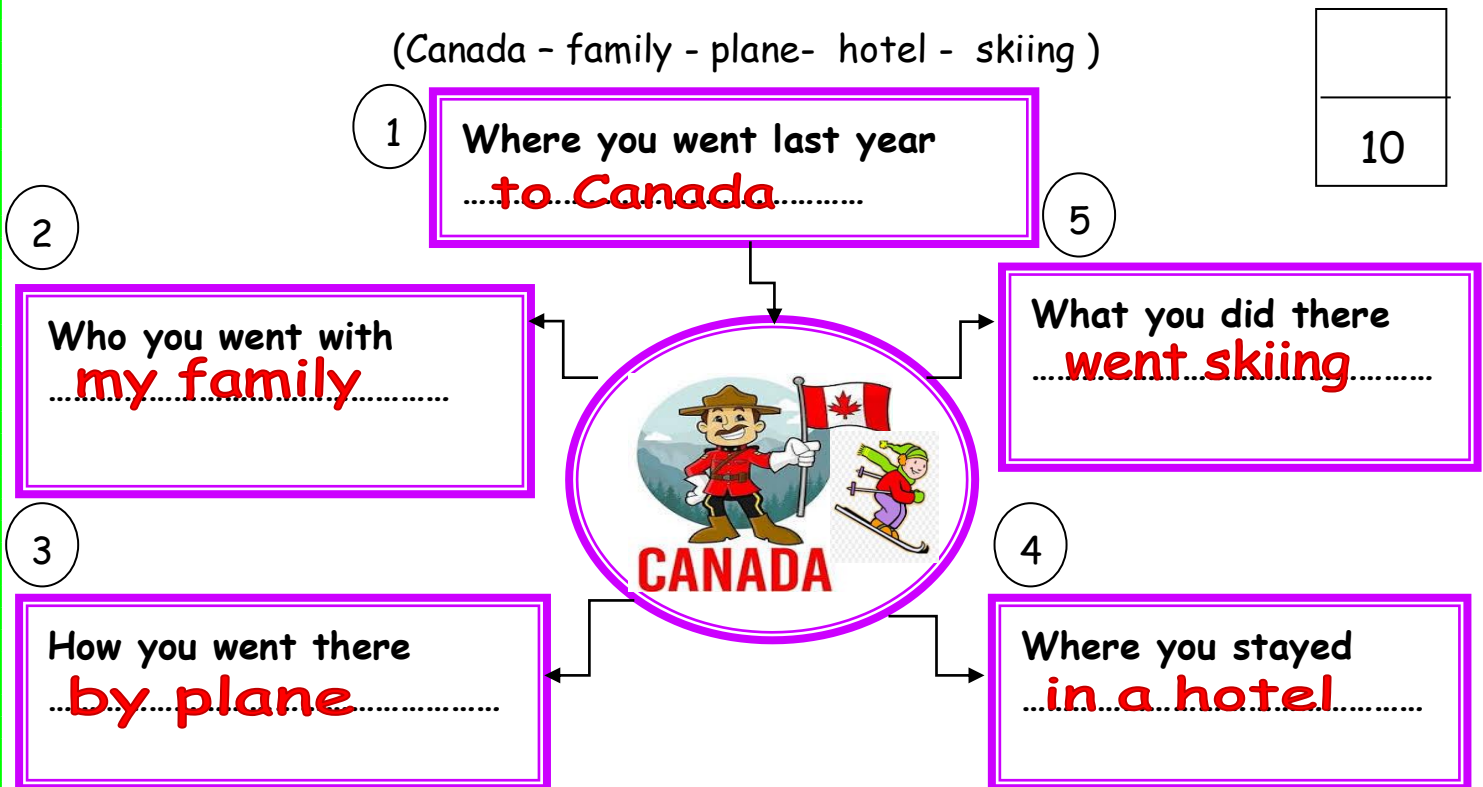 (Canada – family - plane- hotel - skiing )
10
1
Where you went last year
to Canada
2
Who you went with
my family
3
How you went there
by plane
4
Where you stayed
in a hotel
5
What you did there
went skiing
CANADA